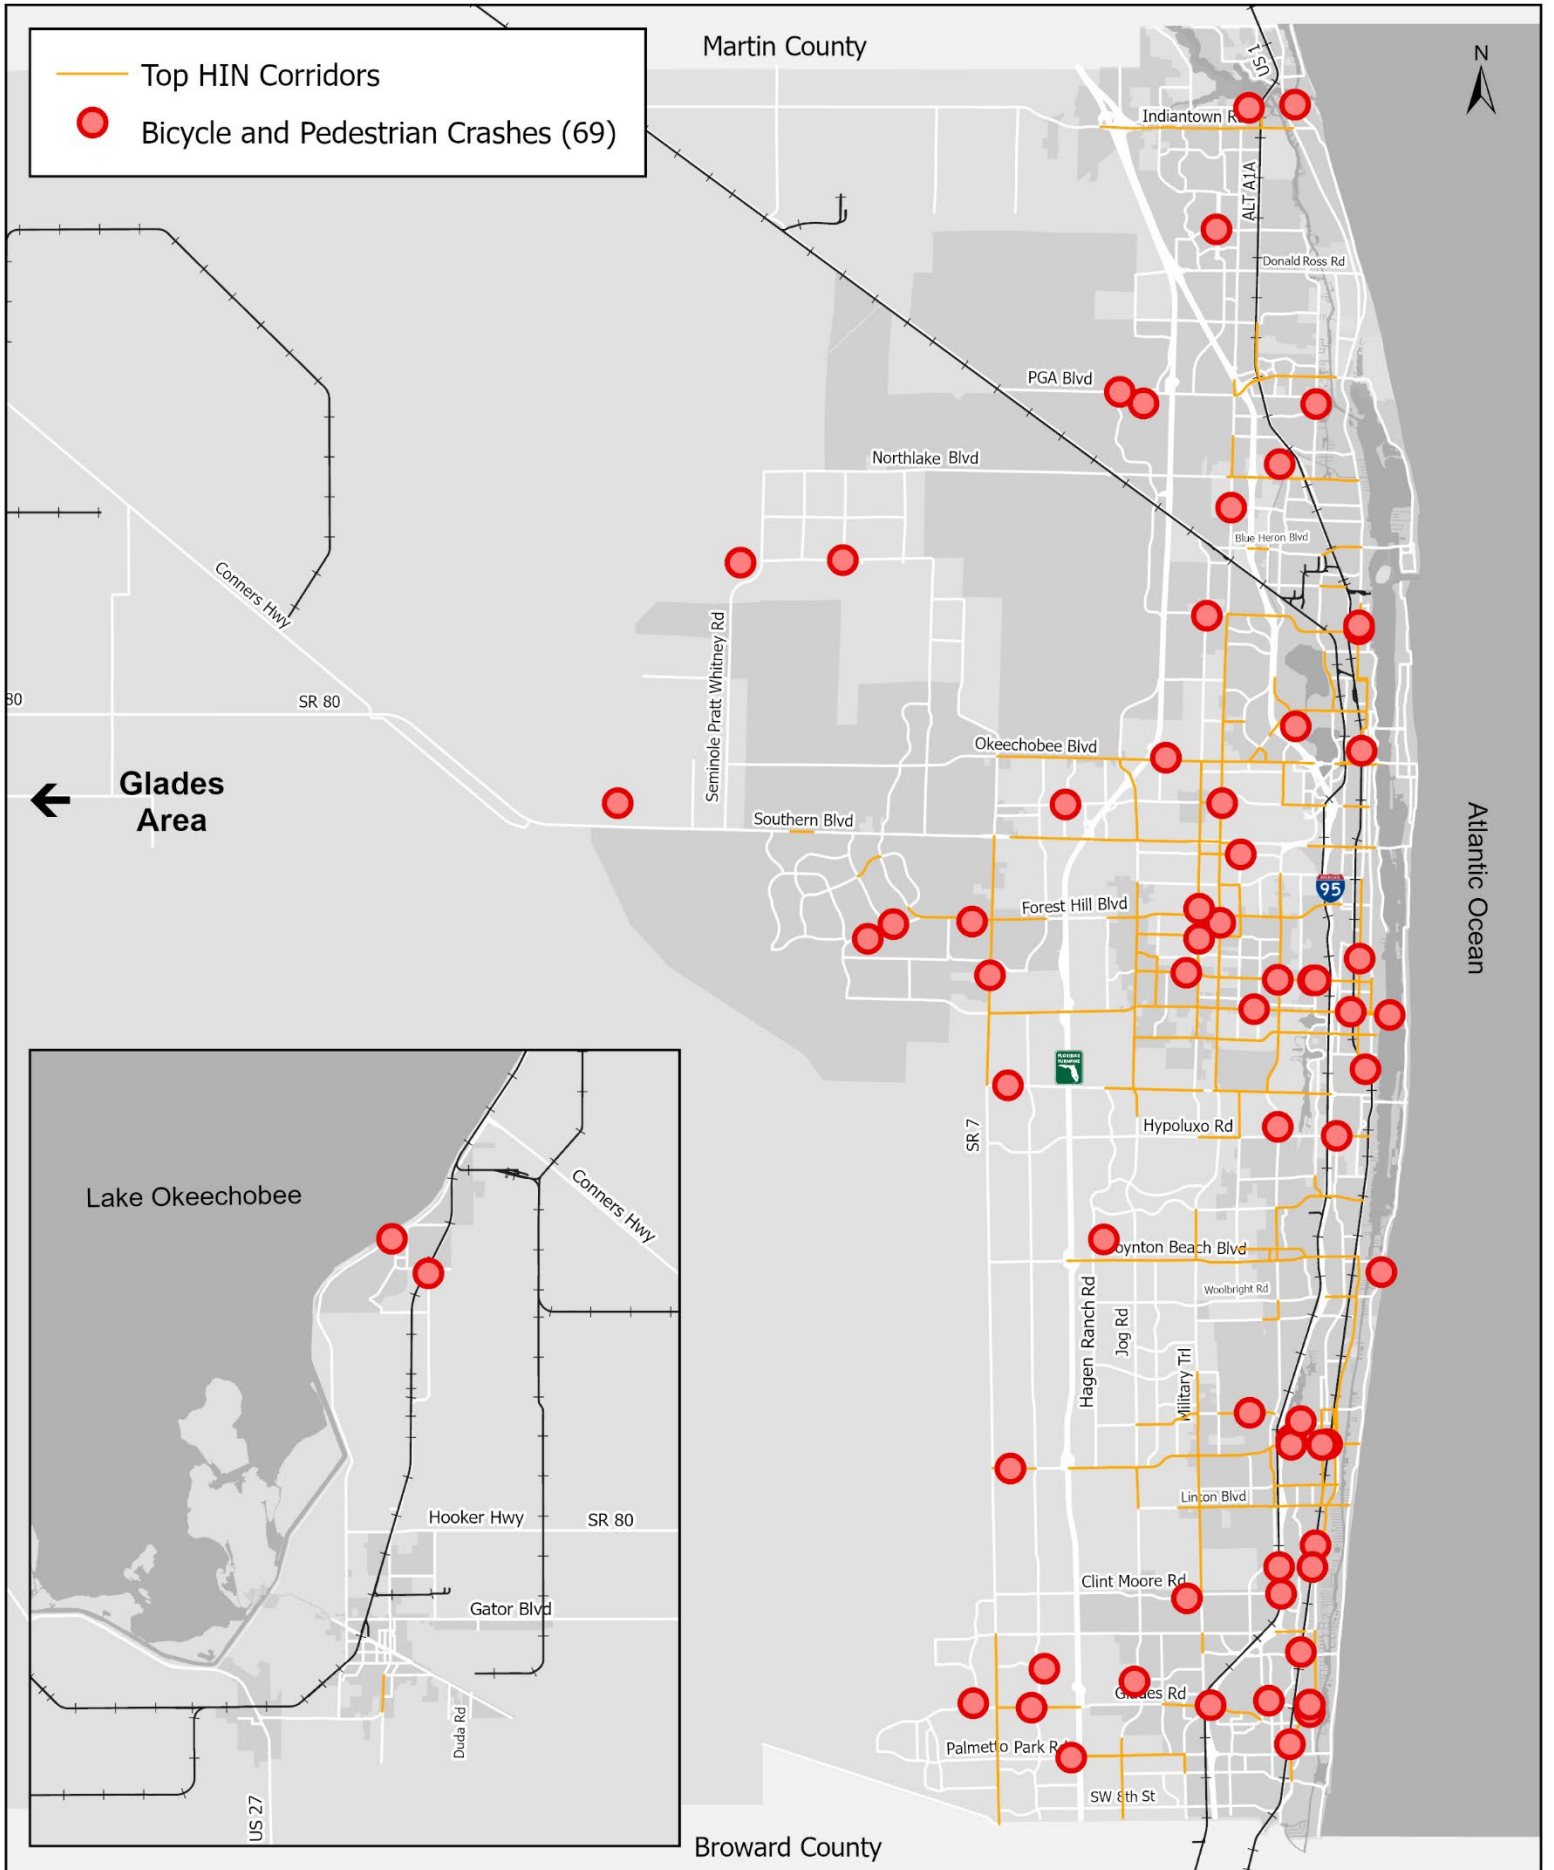 Martin County
Top HIN Corridors
Bicycle and Pedestrian Crashes (69)
N
US 1
Indiantown R
ALT A1A
Donald Ross Rd
PGA Blvd
Northlake Blvd
Blue Heron Blvd
Conners Hwy
Seminole Pratt Whitney Rd
80
SR 80
Okeechobee Blvd
Glades
Area
Southern Blvd
Atlantic Ocean
95
Forest Hill Blvd
FLORIDA'S
TURNPIKE
SR 7
Hypoluxo Rd
Lake Okeechobee
Conners Hwy
oynton Beach Blvd
Woolbright Rd
Hagen Ranch Rd
Jog Rd
Military Trl
Linton Blvd
Hooker Hwy
SR 80
Clint Moore Rd
Gator Blvd
Glades Rd
Duda Rd
Palmetto Park R
SW 8th St
US 27
Broward County